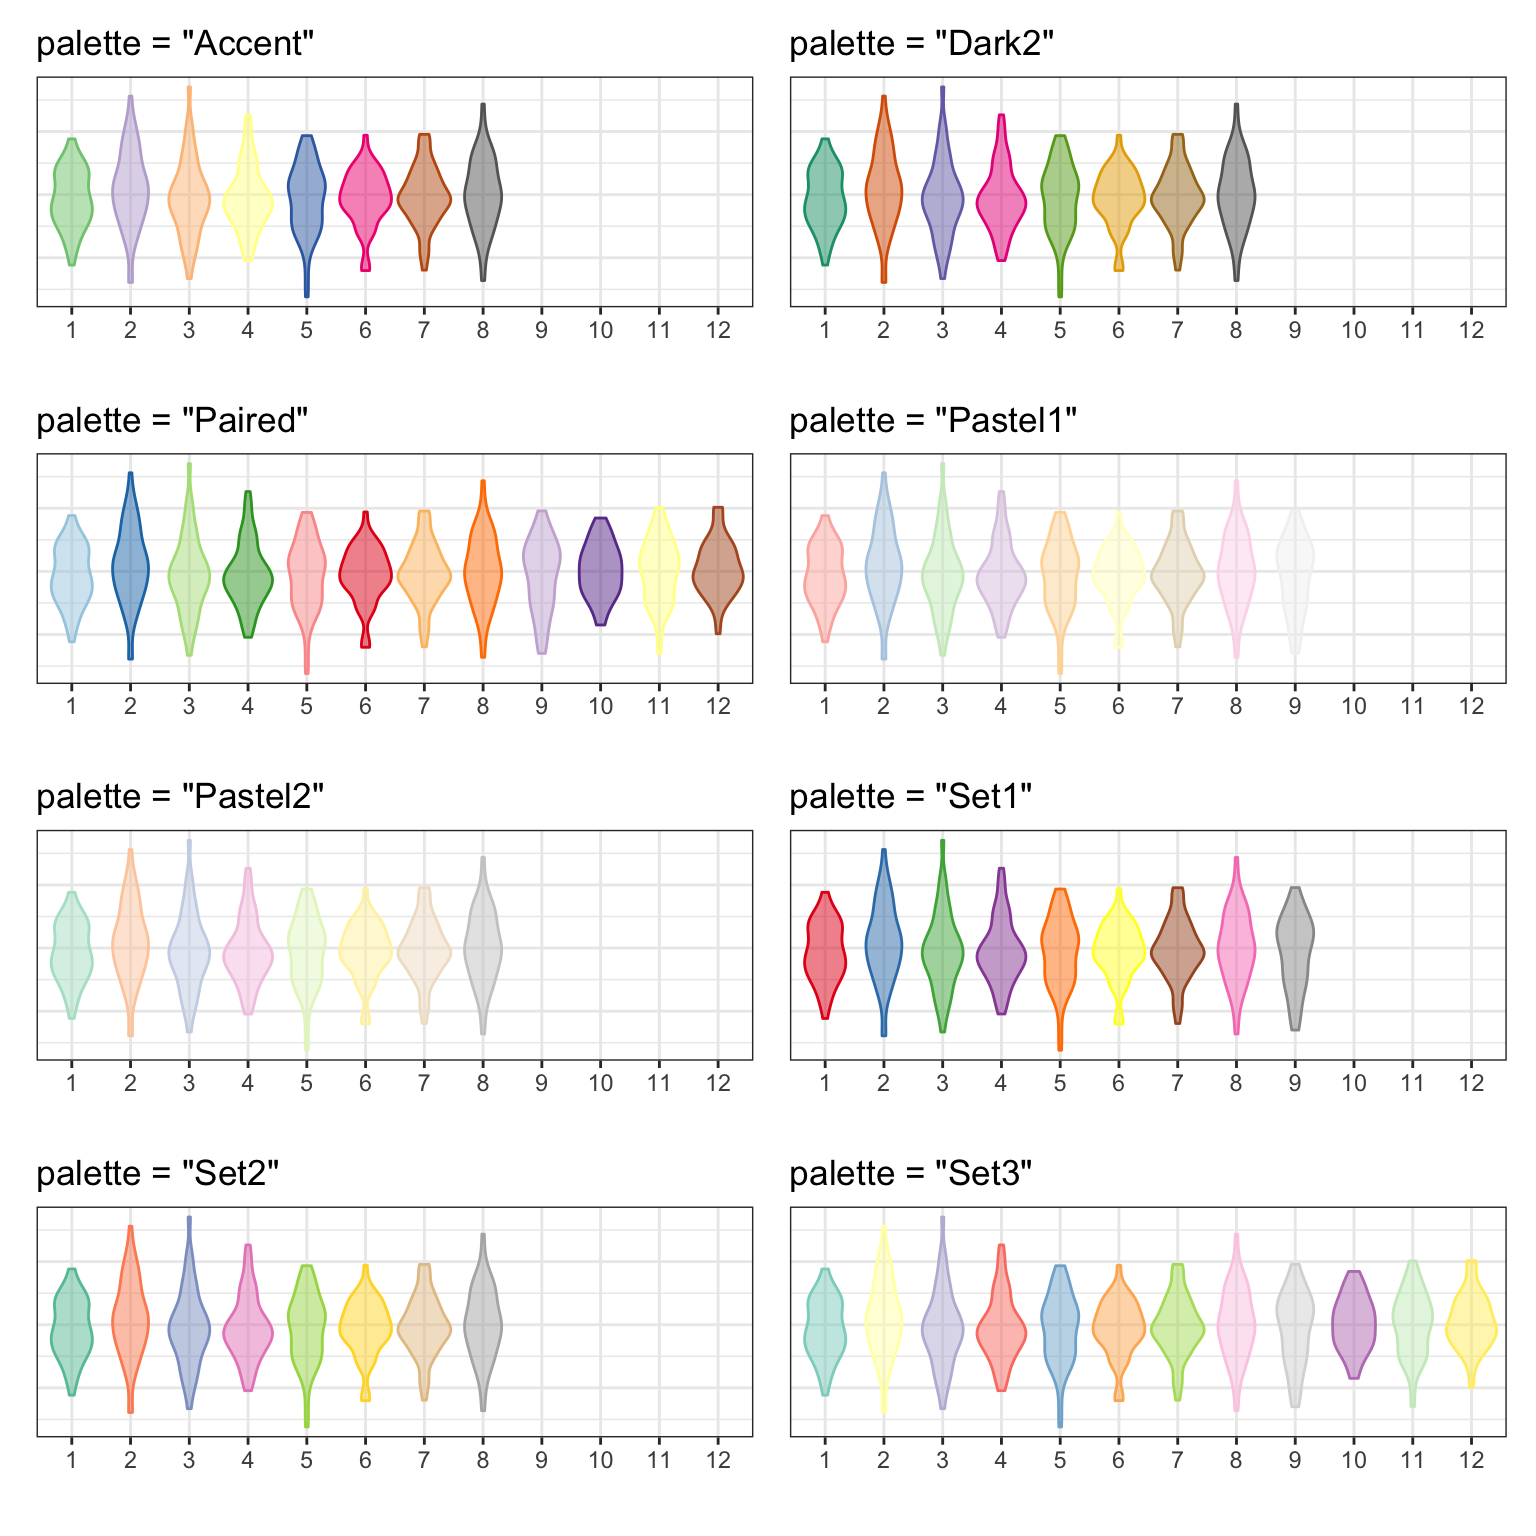 palette = "Accent"
1 2 3 4 5 6 7 8 9 10 11 12
palette = "Dark2"
1 2 3 4 5 6 7 8 9 10 11 12
palette = "Paired"
1 2 3 4 5 6 7 8 9 10 11 12
palette = "Pastel1"
1 2 3 4 5 6 7 8 9 10 11 12
palette = "Pastel2"
1 2 3 4 5 6 7 8 9 10 11 12
palette = "Set1"
1 2 3 4 5 6 7 8 9 10 11 12
palette = "Set2"
1 2 3 4 5 6 7 8 9 10 11 12
palette = "Set3"
1 2 3 4 5 6 7 8 9 10 11 12